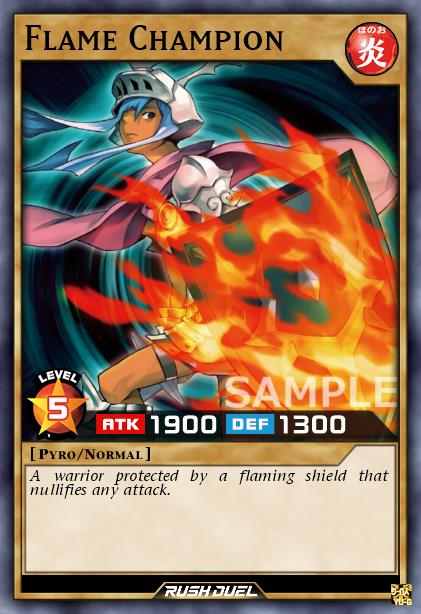 FLAME CHAMPION
ほのお
炎
SAMPLE
LEVEL
5
ATK 1900 DEF 1300
[PYRO/NORMAL]
A warrior protected by a flaming shield that
nullifies any attack.
RUSH DUEL